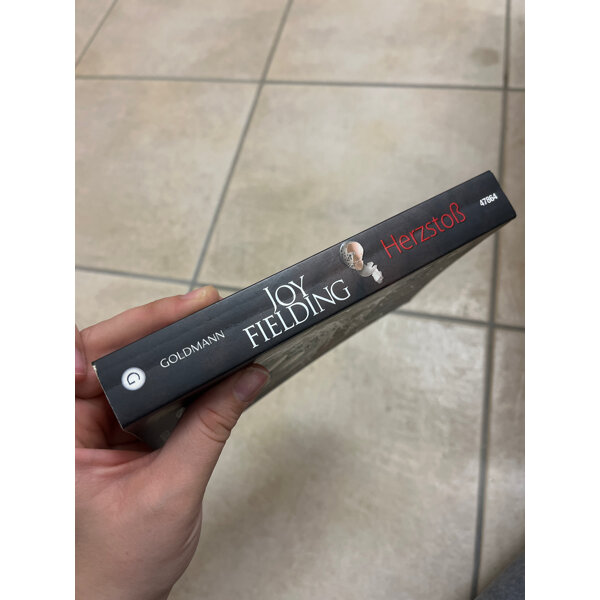 G
GOLDMANN
JOY
FIELDING
Herzstoß
47864